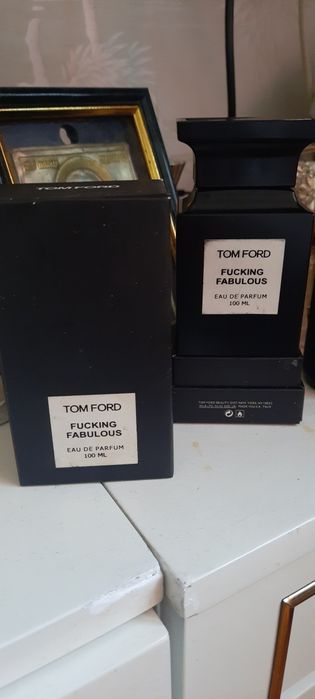 TOM FORD
TOM FORD
FUCKING
FABULOUS
EAU DE PARFUM
100 ML
TOM FORD
FUCKING
FABULOUS
EAU DE PARFUM
100 ML